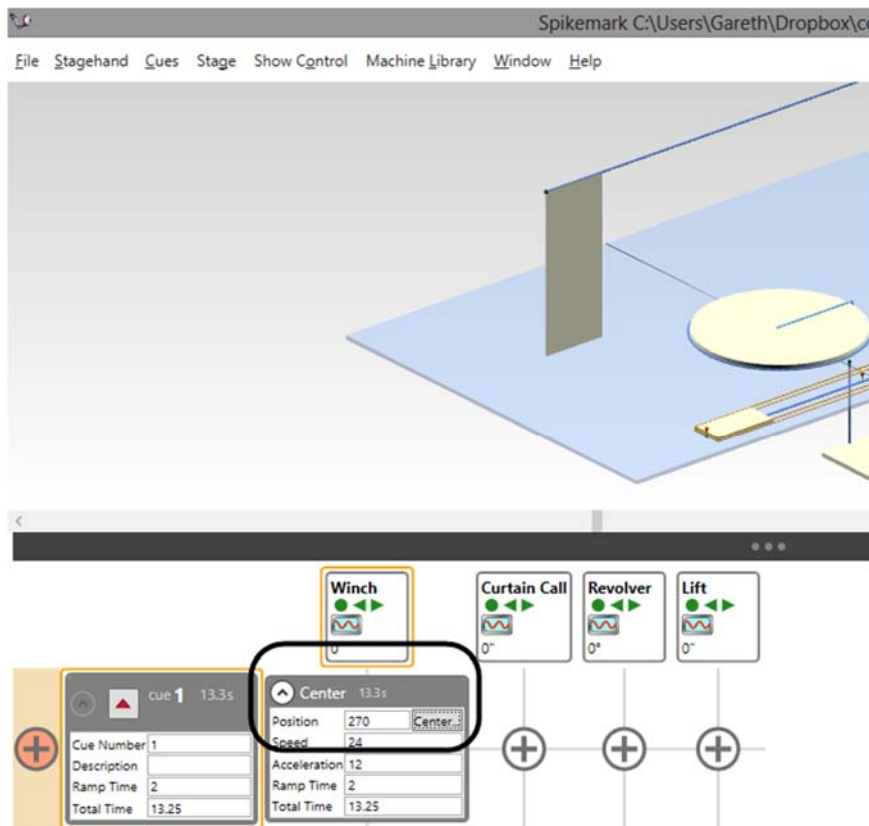 Spikemark C:\Users\Gareth\Dropbox\c
File Stagehand Cues Stage Show Control Machine Library Window Help
Winch
0
Curtain Call
0"
Revolver
0°
Lift
0"
cue 1 13.3s
Cue Number 1
Description
Ramp Time 2
Total Time 13.25
Center 13.3s
Position 270 Center..
Speed 24
Acceleration 12
Ramp Time 2
Total Time 13.25